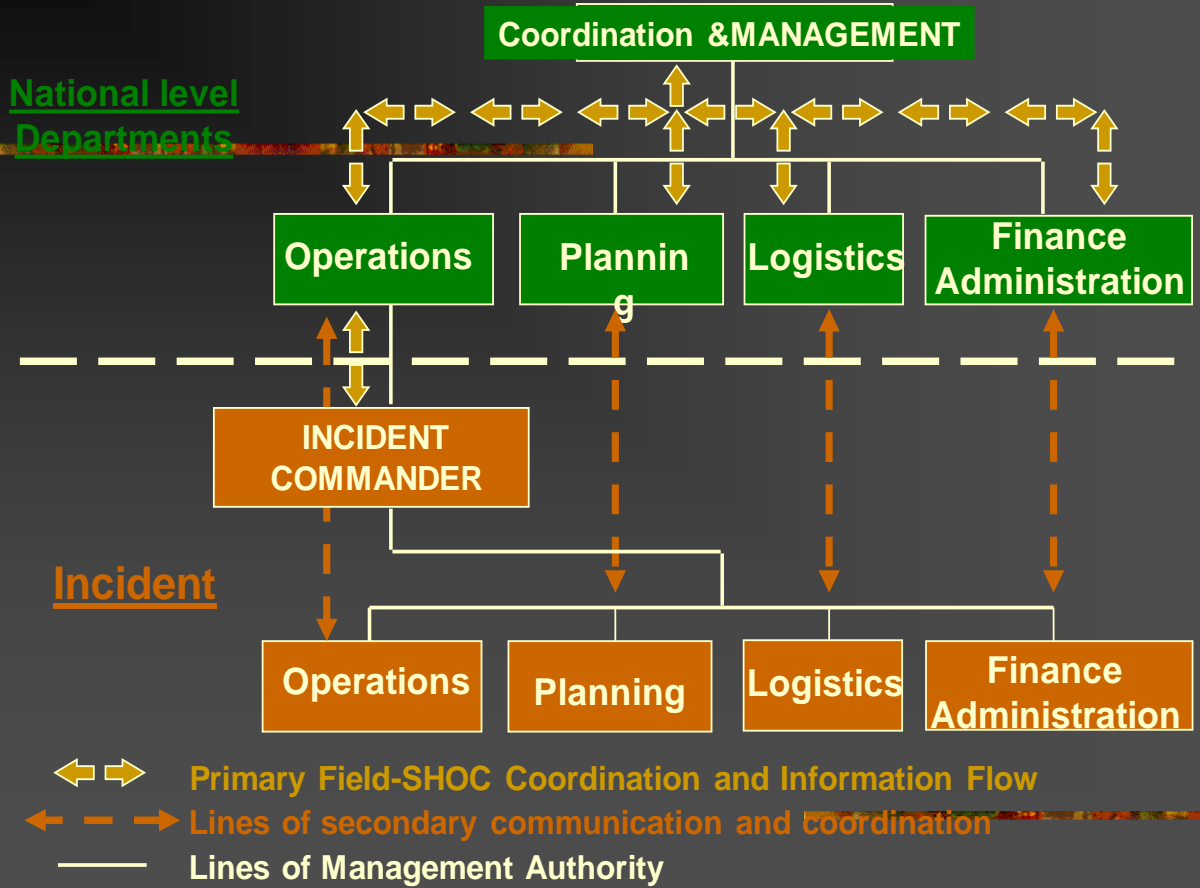 Coordination &MANAGEMENT
National level
Departments
Operations
Plannin
g
Logistics
Finance
Administration
INCIDENT
COMMANDER
Incident
Operations
Planning
Logistics
Finance
Administration
Primary Field-SHOC Coordination and Information Flow
Lines of secondary communication and coordination
Lines of Management Authority